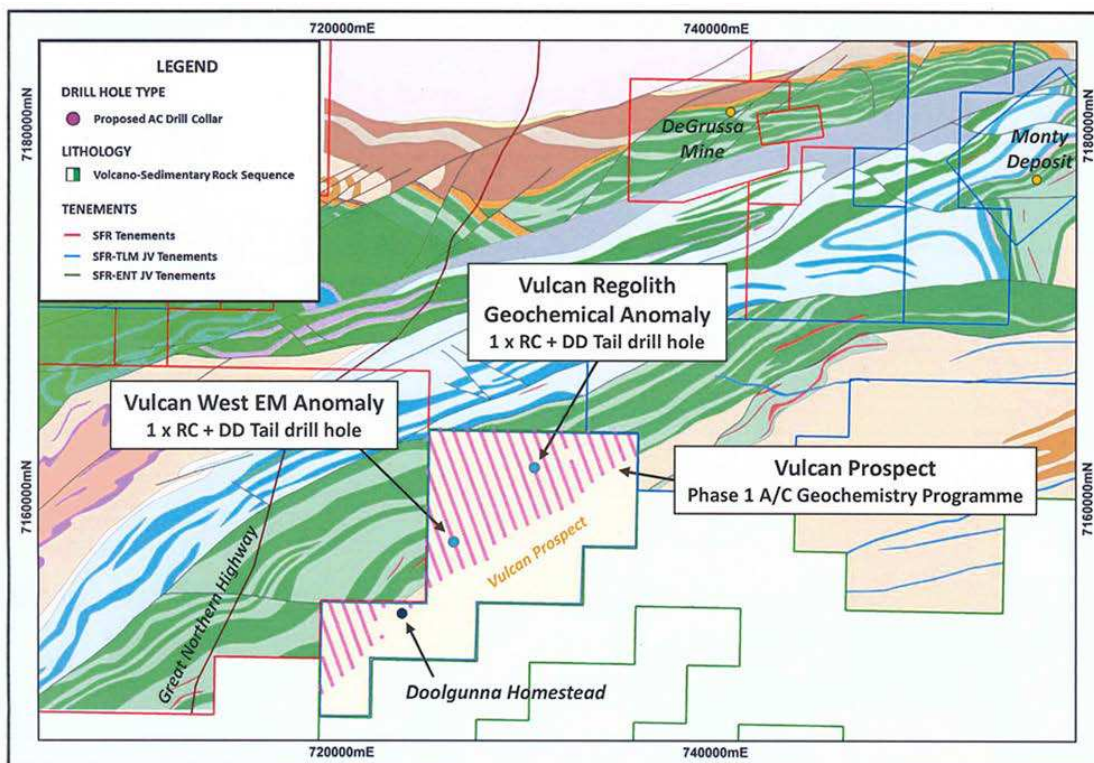 720000mE
740000mE
LEGEND
DRILL HOLE TYPE
Proposed AC Drill Collar
LITHOLOGY
Volcano-Sedimentary Rock Sequence
TENEMENTS
SFR Tenements
SFR-TLM JV Tenements
SFR-ENT JV Tenements
7180000mN
7180000mN
DeGrussa
Mine
Monty
Deposit
Vulcan Regolith
Geochemical Anomaly
1 x RC + DD Tail drill hole
Vulcan West EM Anomaly
1 x RC + DD Tail drill hole
Vulcan Prospect
Phase 1 A/C Geochemistry Programme
7160000mN
7160000mN
Vulcan Prospect
Great Northern Highway
Doolgunna Homestead
720000mE
740000mE